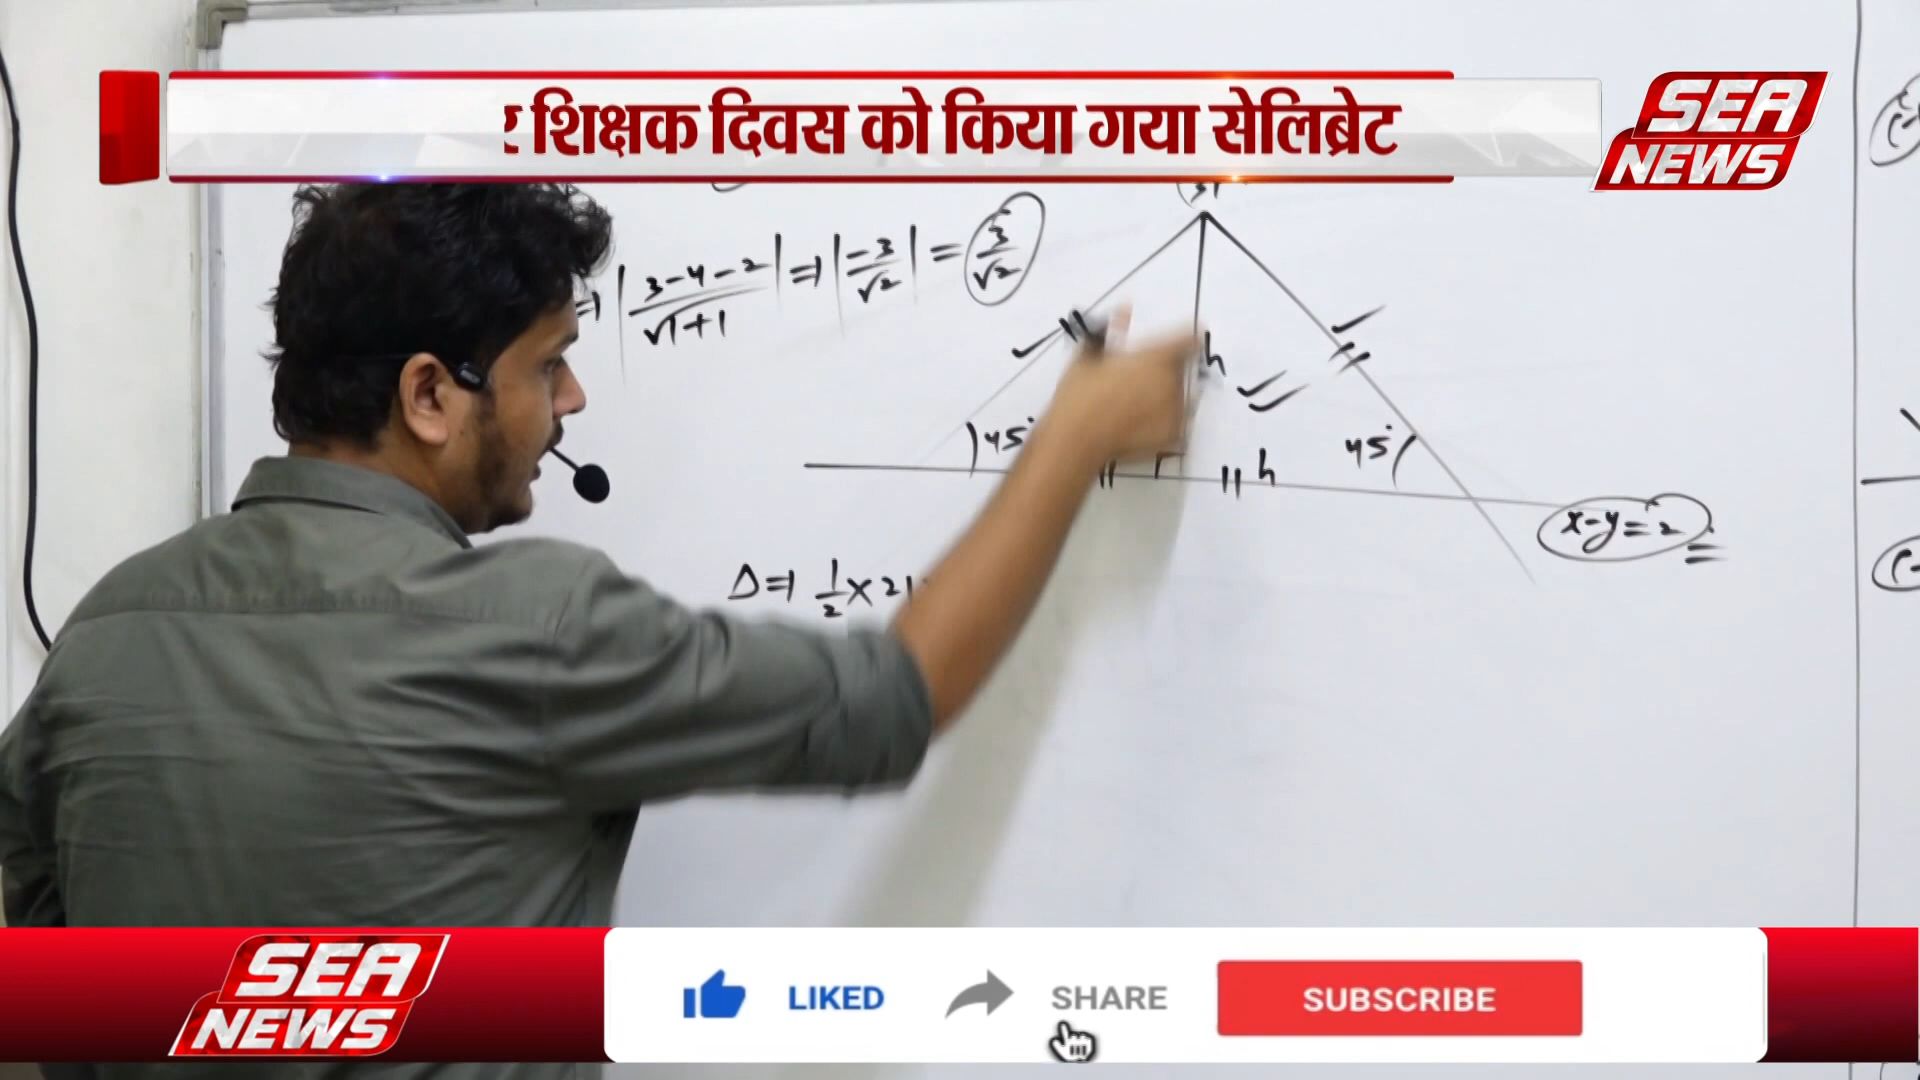 शिक्षक दिवस को किया गया सेलिब्रेट
SEA
NEWS
|3-4-2 / √1+1| ⇒ |-3/√2| = 3/√2
h
45°
45°
h
x-y=2
Δ⇒ 1/2 × 2h
SEA
NEWS
LIKED
SHARE
SUBSCRIBE